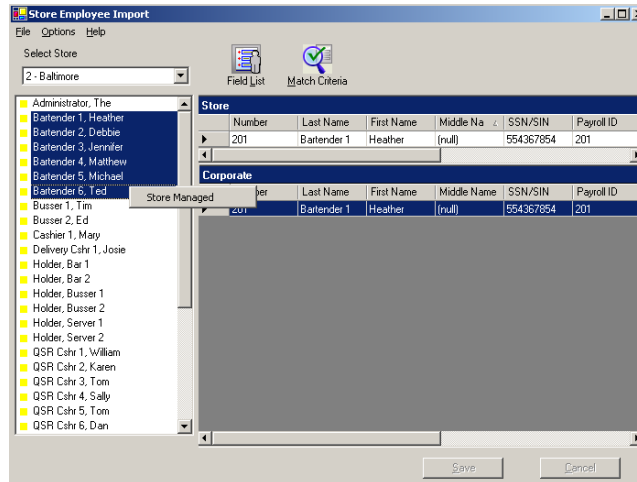 Store Employee Import
File Options Help
Select Store
2 - Baltimore
Field List
Match Criteria
Administrator, The
Bartender 1, Heather
Bartender 2, Debbie
Bartender 3, Jennifer
Bartender 4, Matthew
Bartender 5, Michael
Bartender 6, Ted
Busser 1, Tim
Busser 2, Ed
Cashier 1, Mary
Delivery Cshr 1, Josie
Holder, Bar 1
Holder, Bar 2
Holder, Busser 1
Holder, Busser 2
Holder, Server 1
Holder, Server 2
QSR Cshr 1, William
QSR Cshr 2, Karen
QSR Cshr 3, Tom
QSR Cshr 4, Sally
QSR Cshr 5, Tom
QSR Cshr 6, Dan
Store Managed
Store
Number Last Name First Name Middle Na SSN/SIN Payroll ID
201 Bartender 1 Heather (null) 554367854 201
Corporate
ber Last Name First Name Middle Name SSN/SIN Payroll ID
201 Bartender 1 Heather (null) 554367854 201
Save
Cancel